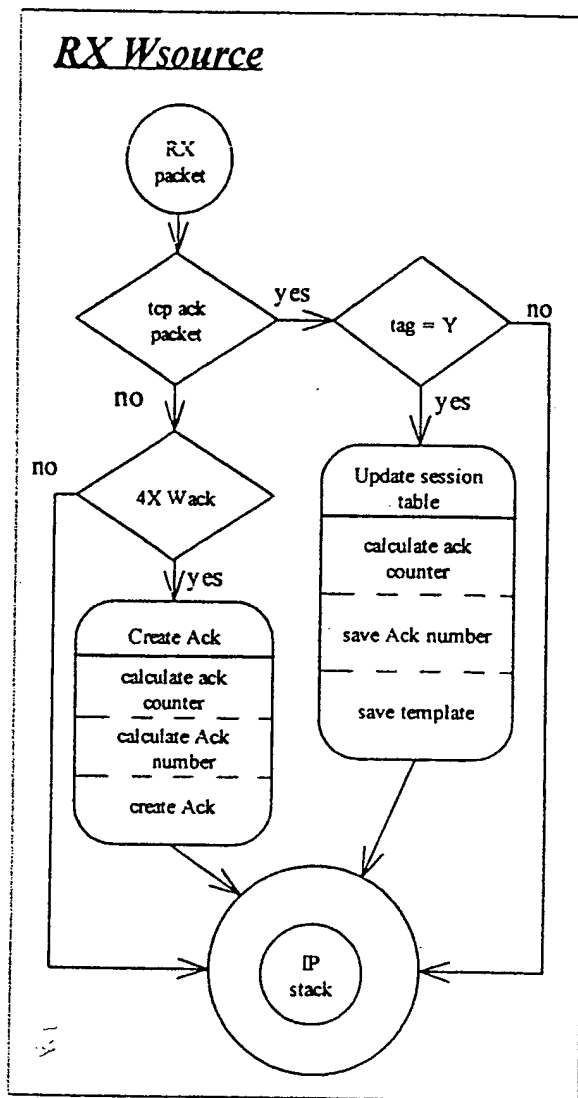 RX Wsource
RX
packet
tcp ack
packet
yes
tag = Y
no
no
yes
no
4X Wack
yes
Update session
table
calculate ack
counter
save Ack number
save template
Create Ack
calculate ack
counter
calculate Ack
number
create Ack
IP
stack